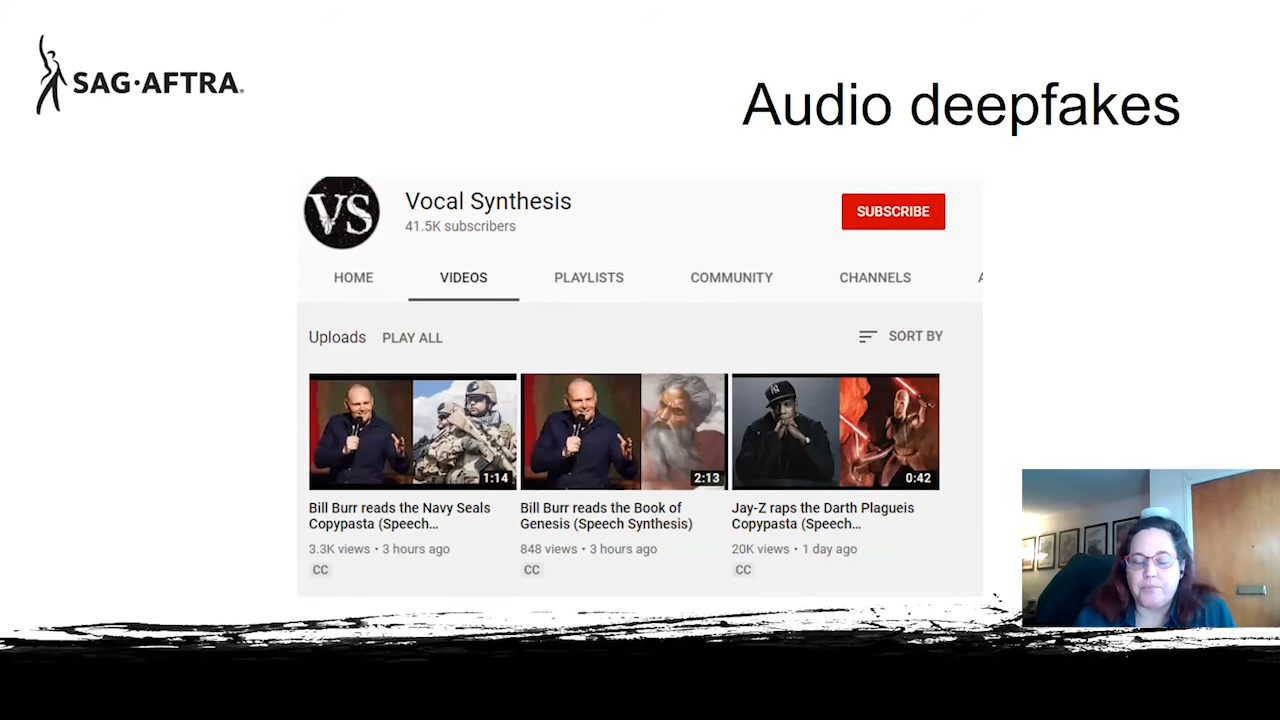 SAG·AFTRA®
Audio deepfakes
VS
Vocal Synthesis
41.5K subscribers
SUBSCRIBE
HOME
VIDEOS
PLAYLISTS
COMMUNITY
CHANNELS
Uploads
PLAY ALL
SORT BY
1:14
Bill Burr reads the Navy Seals
Copypasta (Speech...
3.3K views • 3 hours ago
CC
2:13
Bill Burr reads the Book of
Genesis (Speech Synthesis)
848 views • 3 hours ago
CC
0:42
Jay-Z raps the Darth Plagueis
Copypasta (Speech...
20K views • 1 day ago
CC